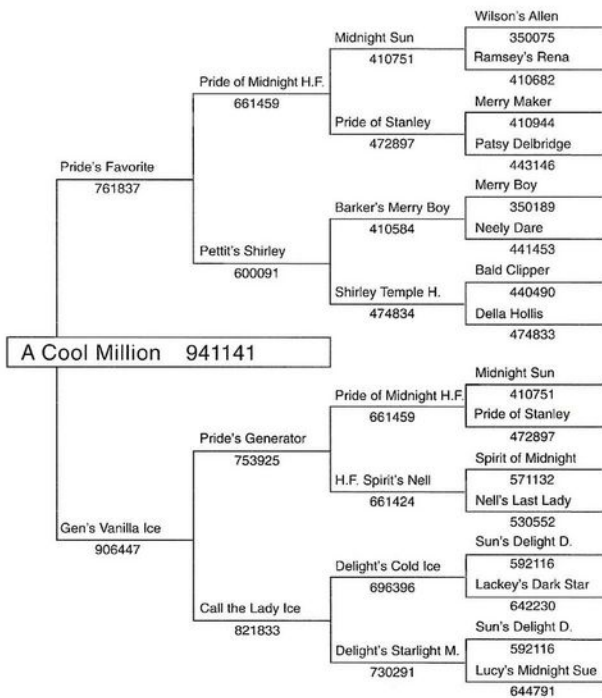 Wilson's Allen
Midnight Sun
350075
410751
Ramsey's Rena
Pride of Midnight H.F.
410682
661459
Merry Maker
Pride of Stanley
410944
472897
Patsy Delbridge
Pride's Favorite
443146
761837
Merry Boy
Barker's Merry Boy
350189
410584
Neely Dare
Pettit's Shirley
441453
600091
Bald Clipper
Shirley Temple H.
440490
474834
Della Hollis
474833
A Cool Million 941141
Midnight Sun
Pride of Midnight H.F.
410751
661459
Pride of Stanley
Pride's Generator
472897
753925
Spirit of Midnight
H.F. Spirit's Nell
571132
661424
Nell's Last Lady
Gen's Vanilla Ice
530552
906447
Sun's Delight D.
Delight's Cold Ice
592116
696396
Lackey's Dark Star
Call the Lady Ice
642230
821833
Sun's Delight D.
Delight's Starlight M.
592116
730291
Lucy's Midnight Sue
644791